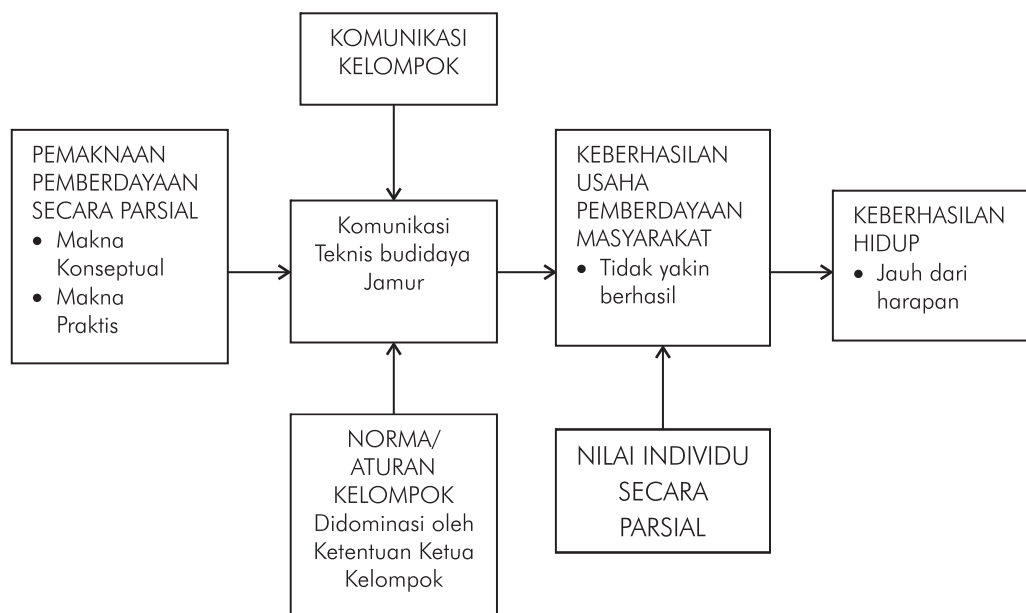 KOMUNIKASI
KELOMPOK
PEMAKNAAN
PEMBERDAYAAN
SECARA PARSIAL
• Makna
Konseptual
• Makna
Praktis
Komunikasi
Teknis budidaya
Jamur
KEBERHASILAN
USAHA
PEMBERDAYAAN
MASYARAKAT
• Tidak yakin
berhasil
KEBERHASILAN
HIDUP
• Jauh dari
harapan
NORMA/
ATURAN
KELOMPOK
Didominasi oleh
Ketentuan Ketua
Kelompok
NILAI INDIVIDU
SECARA
PARSIAL